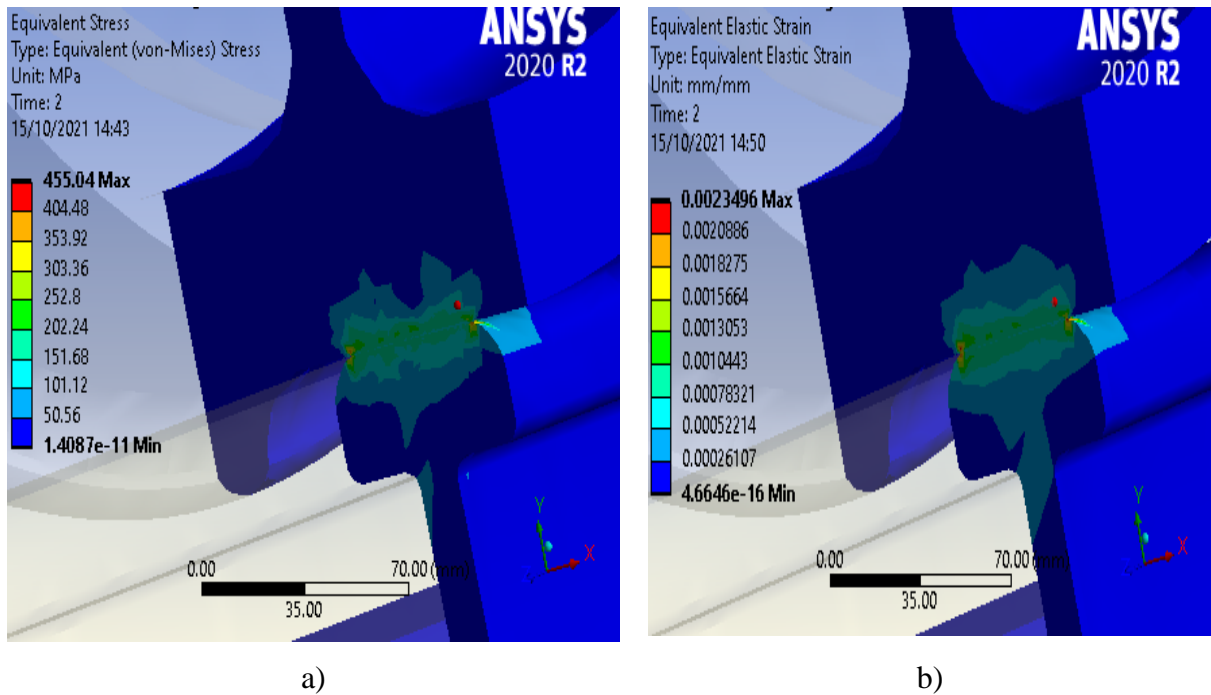 Equivalent Stress
Type: Equivalent (von-Mises) Stress
Unit: MPa
Time: 2
15/10/2021 14:43
ANSYS
2020 R2
455.04 Max
404.48
353.92
303.36
252.8
202.24
151.68
101.12
50.56
1.4087e-11 Min
Y
X
0.00
70.00 (mm)
35.00
a)
Equivalent Elastic Strain
Type: Equivalent Elastic Strain
Unit: mm/mm
Time: 2
15/10/2021 14:50
ANSYS
2020 R2
0.0023496 Max
0.0020886
0.0018275
0.0015664
0.0013053
0.0010443
0.00078321
0.00052214
0.00026107
4.6646e-16 Min
Y
X
0.00
70.00 (mm)
35.00
b)